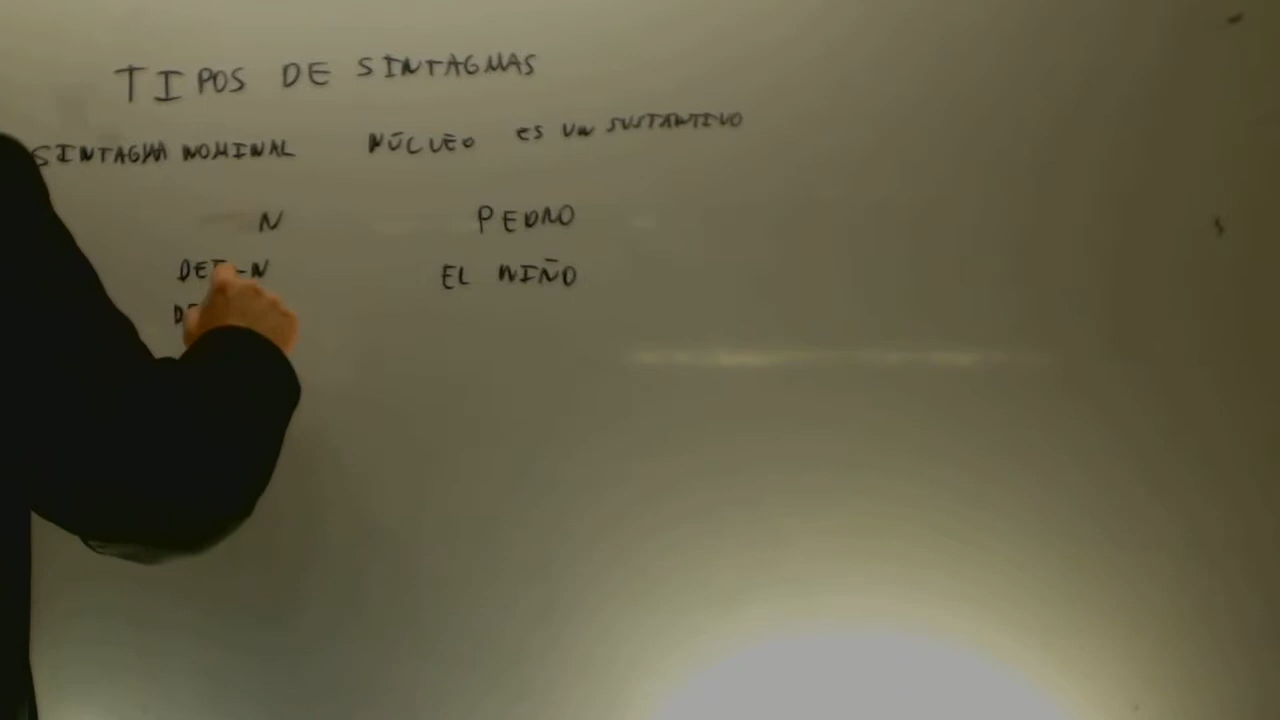 TIPOS DE SINTAGMAS
SINTAGMA NOMINAL NÚCLEO ES UN SUSTANTIVO
N PEDRO
DET-N EL NIÑO